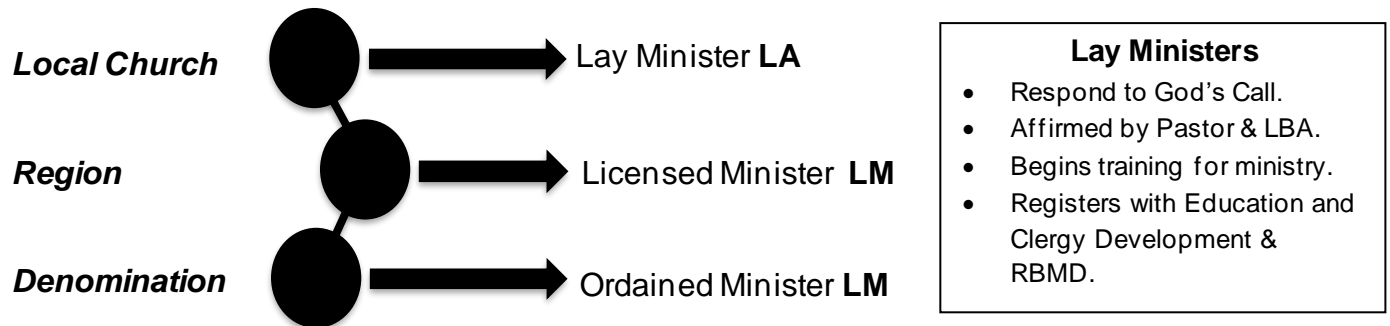 Local Church
Lay Minister LA
Region
Licensed Minister LM
Denomination
Ordained Minister LM
Lay Ministers
• Respond to God’s Call.
• Affirmed by Pastor & LBA.
• Begins training for ministry.
• Registers with Education and
Clergy Development &
RBMD.